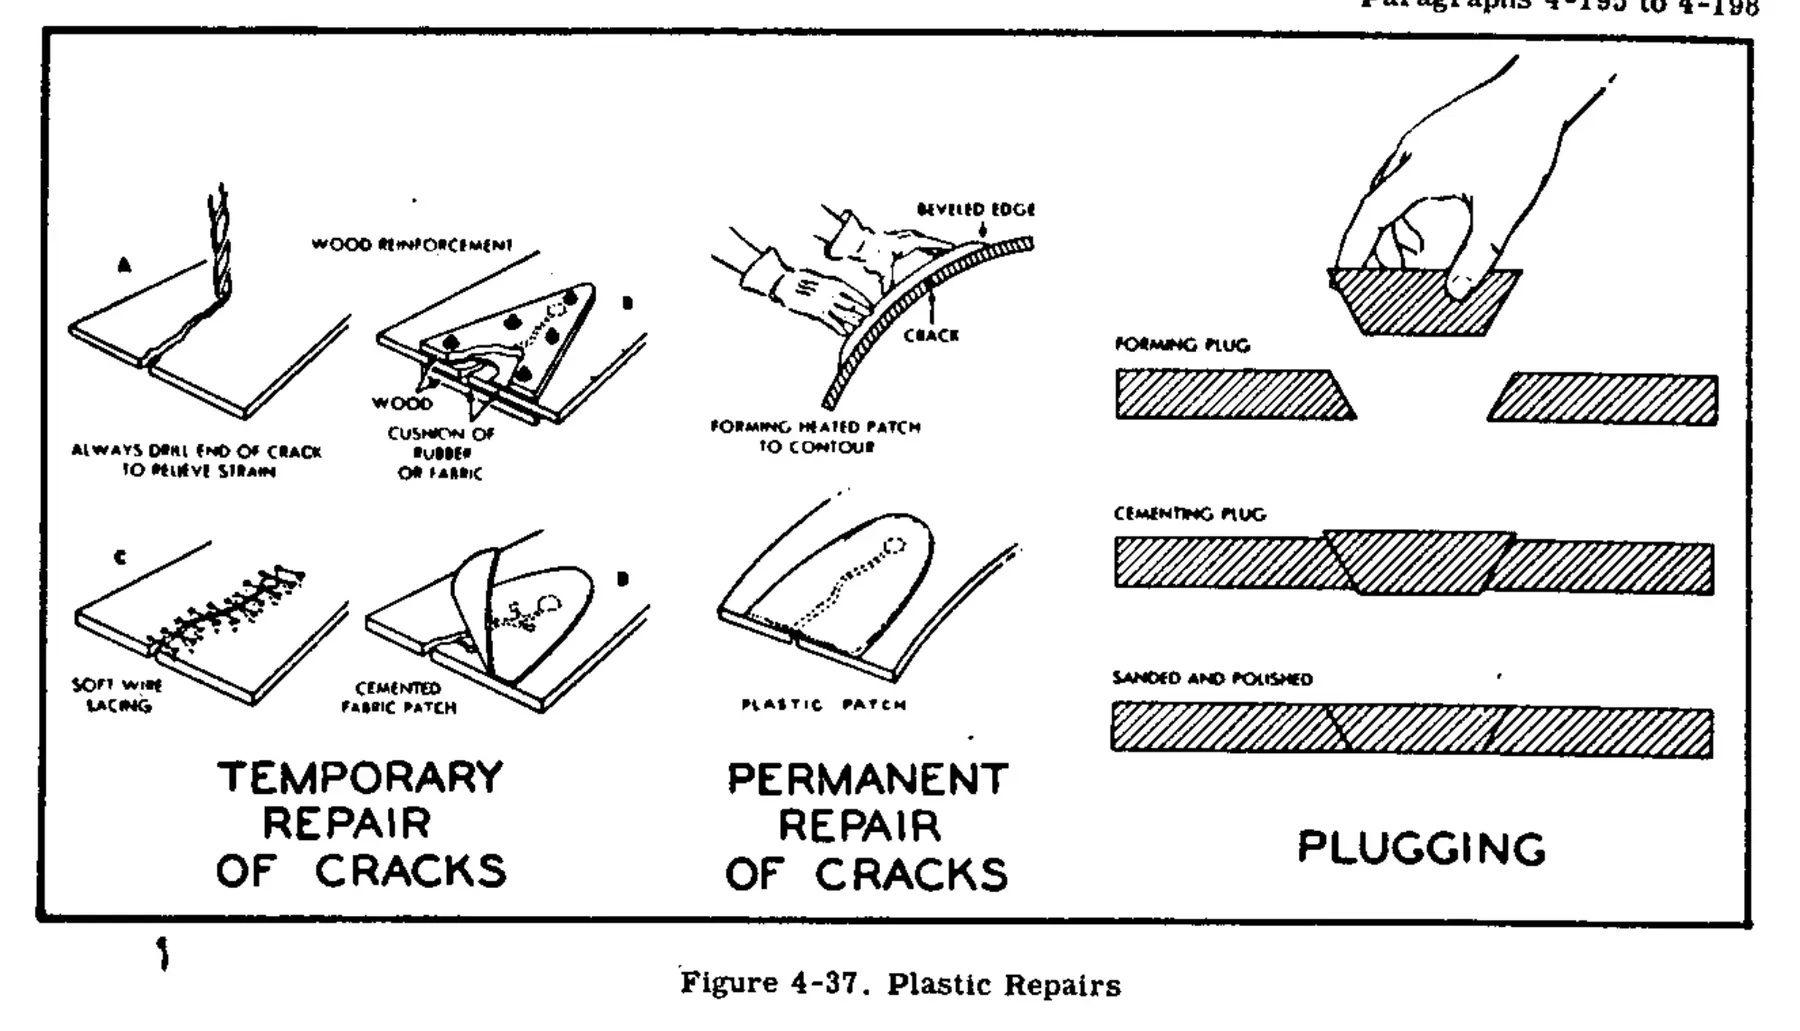 Paragraphs 4-195 to 4-198
A
WOOD REINFORCEMENT
B
WOOD
CUSHION OF
RUBBER
OR FABRIC
ALWAYS DRILL END OF CRACK
TO RELIEVE STRAIN
C
SOFT WIRE
LACING
D
CEMENTED
FABRIC PATCH
TEMPORARY
REPAIR
OF CRACKS
BEVELED EDGE
CRACK
FORMING HEATED PATCH
TO CONTOUR
PLASTIC PATCH
PERMANENT
REPAIR
OF CRACKS
FORMING PLUG
CEMENTING PLUG
SANDED AND POLISHED
PLUGGING
Figure 4-37. Plastic Repairs